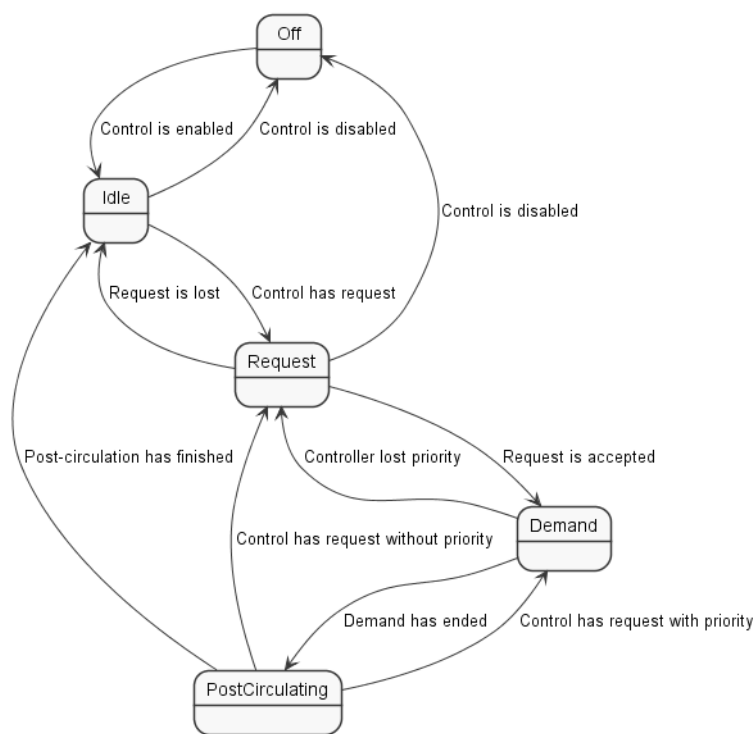 Off
Control is enabled
Control is disabled
Idle
Control is disabled
Request is lost
Control has request
Request
Post-circulation has finished
Controller lost priority
Request is accepted
Demand
Control has request without priority
Demand has ended
Control has request with priority
PostCirculating